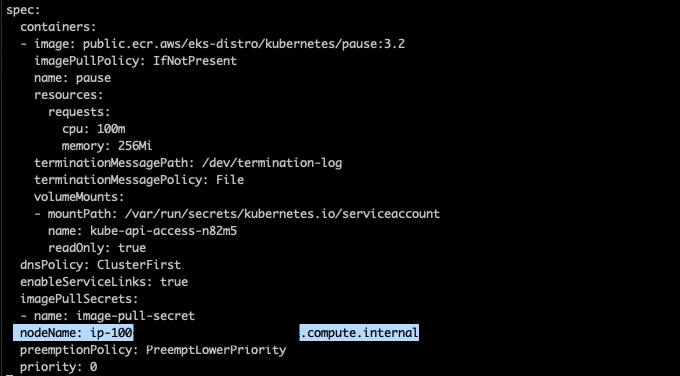 spec:
  containers:
  - image: public.ecr.aws/eks-distro/kubernetes/pause:3.2
    imagePullPolicy: IfNotPresent
    name: pause
    resources:
      requests:
        cpu: 100m
        memory: 256Mi
    terminationMessagePath: /dev/termination-log
    terminationMessagePolicy: File
    volumeMounts:
    - mountPath: /var/run/secrets/kubernetes.io/serviceaccount
      name: kube-api-access-n82m5
      readOnly: true
  dnsPolicy: ClusterFirst
  enableServiceLinks: true
  imagePullSecrets:
  - name: image-pull-secret
  nodeName: ip-100 .compute.internal
  preemptionPolicy: PreemptLowerPriority
  priority: 0